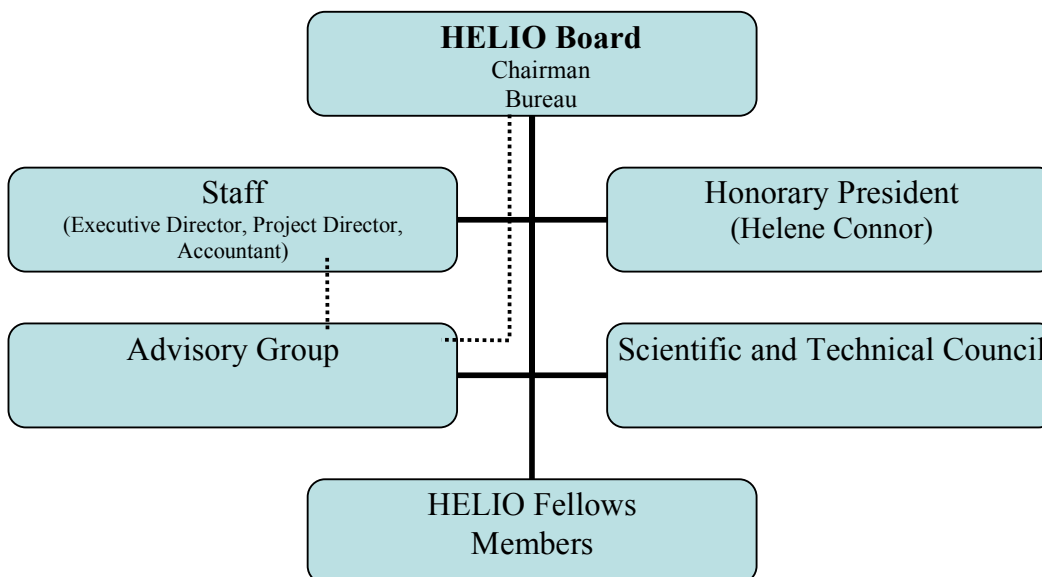 HELIO Board
Chairman
Bureau
Staff
(Executive Director, Project Director,
Accountant)
Honorary President
(Helene Connor)
Advisory Group
Scientific and Technical Council
HELIO Fellows
Members